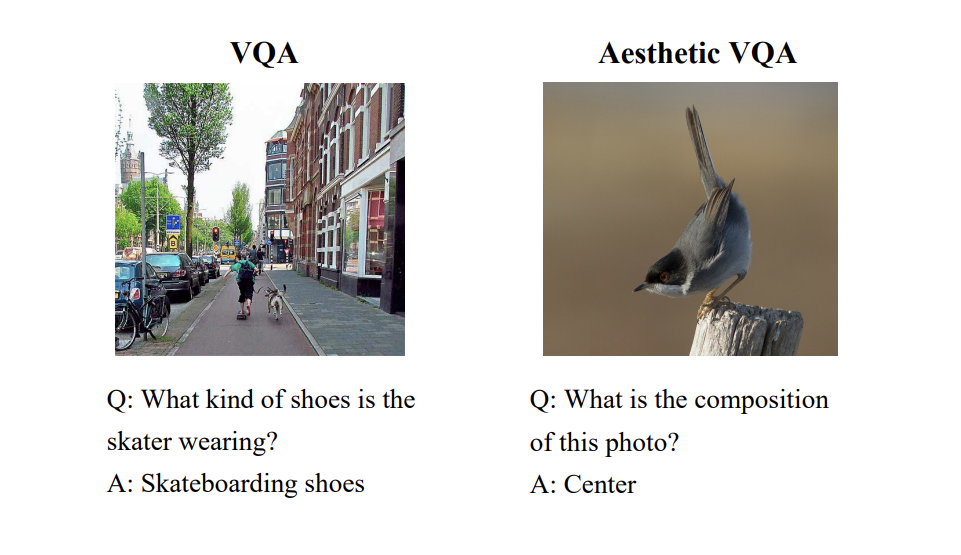 VQA
Aesthetic VQA
Q: What kind of shoes is the
skater wearing?
A: Skateboarding shoes
Q: What is the composition
of this photo?
A: Center